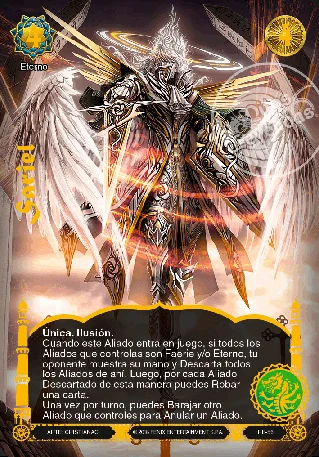 Eterno
Sariel
Única. Ilusión.
Cuando este Aliado entra en juego, si todos los
Aliados que controlas son Faerie y/o Eterno, tu
oponente muestra su mano y Descarta todos
los Aliados de ahí. Luego, por cada Aliado
Descartado de esta manera puedes Robar
una carta.
Una vez por turno, puedes Barajar otro
Aliado que controles para Anular un Aliado.
ENTERTAINMENT